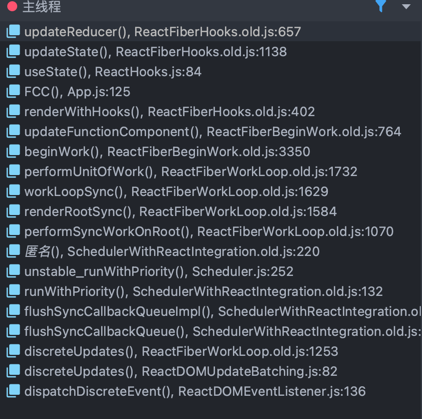 主线程
updateReducer(), ReactFiberHooks.old.js:657
updateState(), ReactFiberHooks.old.js:1138
useState(), ReactHooks.js:84
FCC(), App.js:125
renderWithHooks(), ReactFiberHooks.old.js:402
updateFunctionComponent(), ReactFiberBeginWork.old.js:764
beginWork(), ReactFiberBeginWork.old.js:3350
performUnitOfWork(), ReactFiberWorkLoop.old.js:1732
workLoopSync(), ReactFiberWorkLoop.old.js:1629
renderRootSync(), ReactFiberWorkLoop.old.js:1584
performSyncWorkOnRoot(), ReactFiberWorkLoop.old.js:1070
匿名(), SchedulerWithReactIntegration.old.js:220
unstable_runWithPriority(), Scheduler.js:252
runWithPriority(), SchedulerWithReactIntegration.old.js:132
flushSyncCallbackQueueImpl(), SchedulerWithReactIntegration.ol
flushSyncCallbackQueue(), SchedulerWithReactIntegration.old.js
discreteUpdates(), ReactFiberWorkLoop.old.js:1253
discreteUpdates(), ReactDOMUpdateBatching.js:82
dispatchDiscreteEvent(), ReactDOMEventListener.js:136